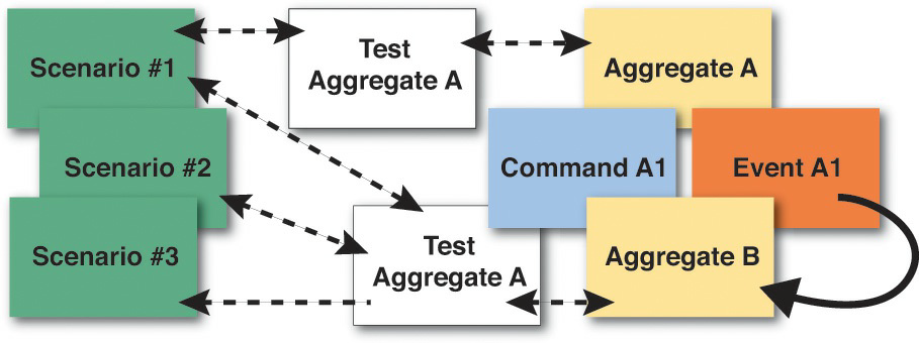 Scenario #1
Test
Aggregate A
Aggregate A
Scenario #2
Command A1
Event A1
Scenario #3
Test
Aggregate A
Aggregate B